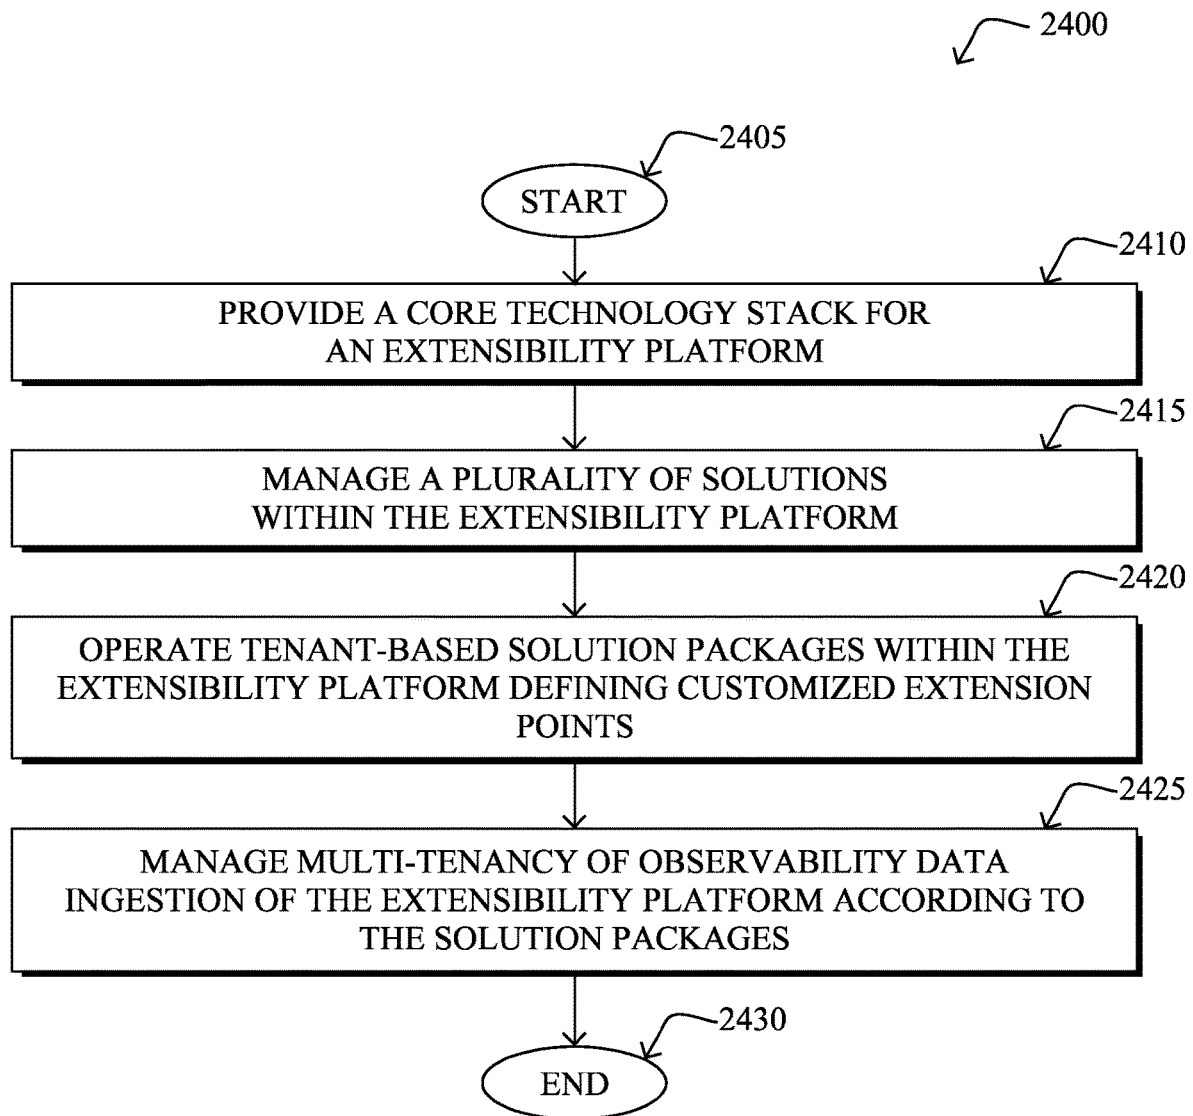 2400
2405
START
2410
PROVIDE A CORE TECHNOLOGY STACK FOR
AN EXTENSIBILITY PLATFORM
2415
MANAGE A PLURALITY OF SOLUTIONS
WITHIN THE EXTENSIBILITY PLATFORM
2420
OPERATE TENANT-BASED SOLUTION PACKAGES WITHIN THE
EXTENSIBILITY PLATFORM DEFINING CUSTOMIZED EXTENSION
POINTS
2425
MANAGE MULTI-TENANCY OF OBSERVABILITY DATA
INGESTION OF THE EXTENSIBILITY PLATFORM ACCORDING TO
THE SOLUTION PACKAGES
2430
END